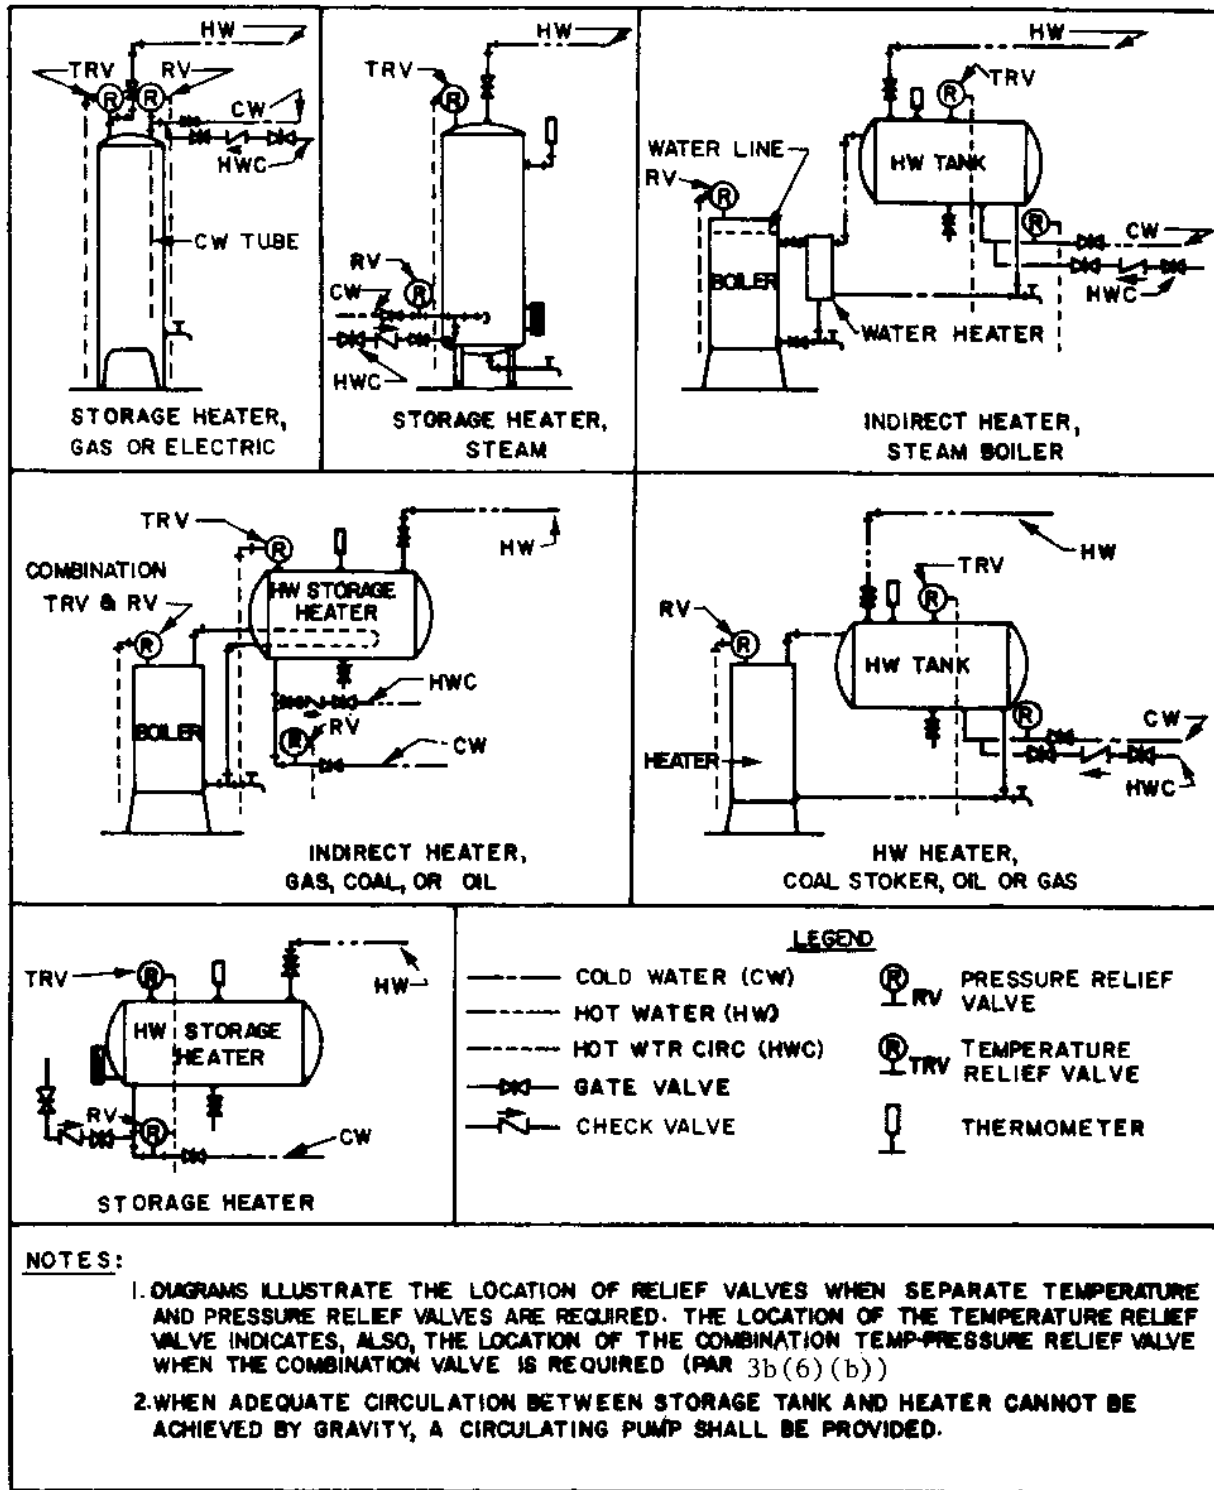 HW
TRV
RV
R
R
CW
HWC
CW TUBE
STORAGE HEATER,
GAS OR ELECTRIC
HW
TRV
R
RV
R
CW
HWC
STORAGE HEATER,
STEAM
HW
TRV
R
WATER LINE
HW TANK
RV
R
R
CW
BOILER
HWC
WATER HEATER
INDIRECT HEATER,
STEAM BOILER
TRV
R
HW
COMBINATION
TRV & RV
HW STORAGE
HEATER
R
HWC
RV
R
BOILER
CW
INDIRECT HEATER,
GAS, COAL, OR OIL
HW
TRV
R
RV
R
HW TANK
R
CW
HEATER
HWC
HW HEATER,
COAL STOKER, OIL OR GAS
TRV
R
HW
HW STORAGE
HEATER
RV
R
CW
STORAGE HEATER
LEGEND
COLD WATER (CW)
HOT WATER (HW)
HOT WTR CIRC (HWC)
GATE VALVE
CHECK VALVE
R
RV
PRESSURE RELIEF
VALVE
R
TRV
TEMPERATURE
RELIEF VALVE
THERMOMETER
NOTES:
1. DIAGRAMS ILLUSTRATE THE LOCATION OF RELIEF VALVES WHEN SEPARATE TEMPERATURE
AND PRESSURE RELIEF VALVES ARE REQUIRED. THE LOCATION OF THE TEMPERATURE RELIEF
VALVE INDICATES, ALSO, THE LOCATION OF THE COMBINATION TEMP-PRESSURE RELIEF VALVE
WHEN THE COMBINATION VALVE IS REQUIRED (PAR 3b(6)(b))
2. WHEN ADEQUATE CIRCULATION BETWEEN STORAGE TANK AND HEATER CANNOT BE
ACHIEVED BY GRAVITY, A CIRCULATING PUMP SHALL BE PROVIDED.